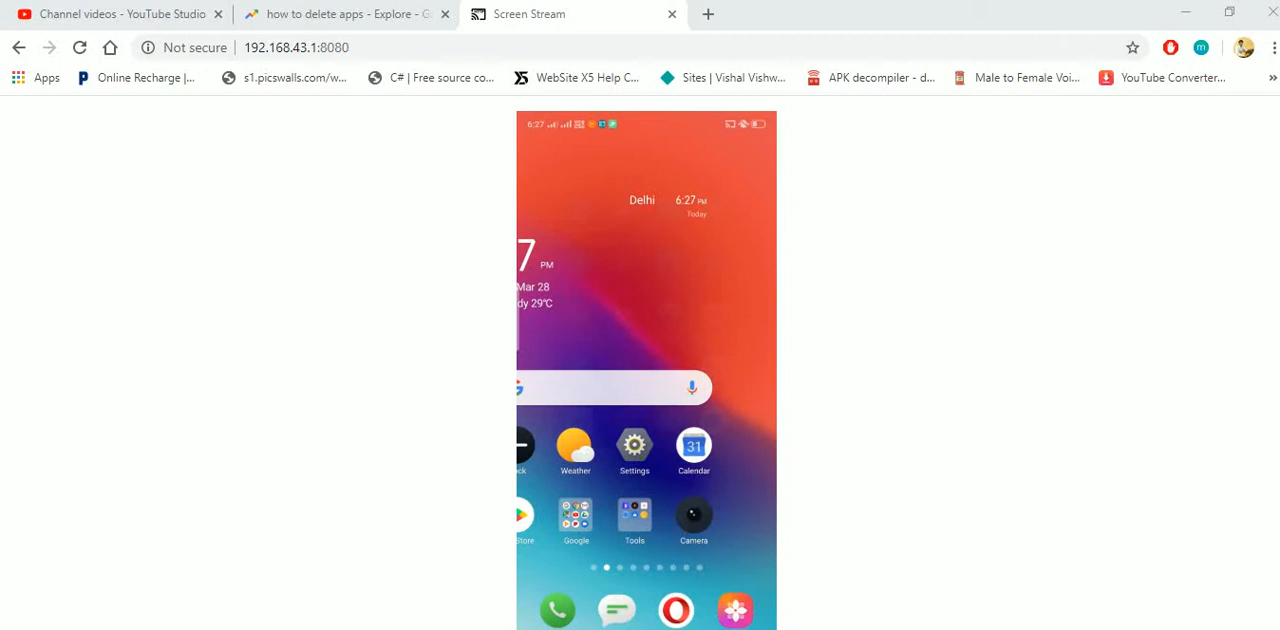 Channel videos - YouTube Studio
how to delete apps - Explore - G
Screen Stream
Not secure 192.168.43.1:8080
Apps
Online Recharge |...
s1.picswalls.com/w...
C# | Free source co...
WebSite X5 Help C...
Sites | Vishal Vishw...
APK decompiler - d...
Male to Female Voi...
YouTube Converter...
6:27
Delhi 6:27 PM
Today
7 PM
Mar 28
dy 29°C
31
ck Weather Settings Calendar
Store Google Tools Camera